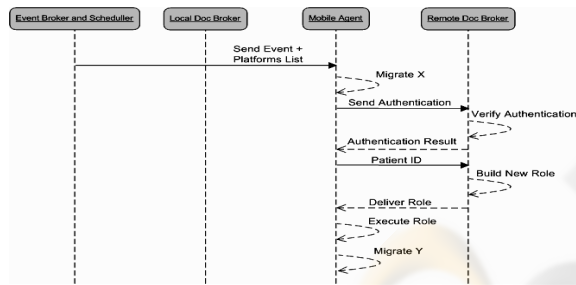 Event Broker and Scheduller
Local Doc Broker
Mobile Agent
Remote Doc Broker
Send Event +
Platforms List
Migrate X
Send Authentication
Verify Authentication
Authentication Result
Patient ID
Build New Role
Deliver Role
Execute Role
Migrate Y